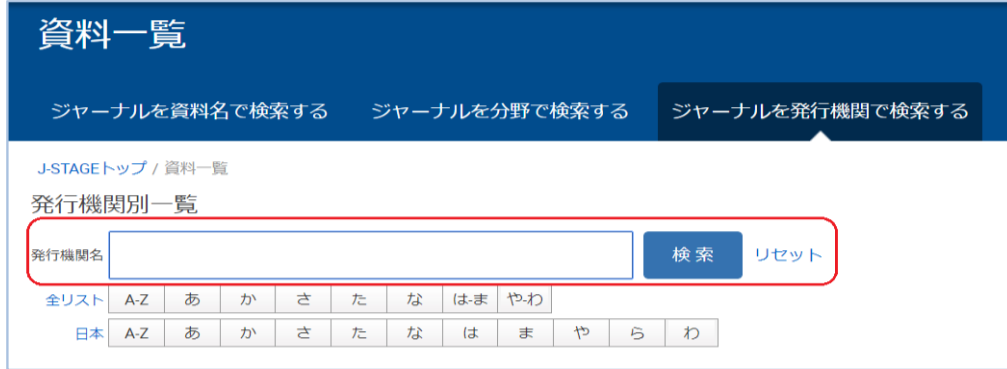 資料一覧
ジャーナルを資料名で検索する ジャーナルを分野で検索する ジャーナルを発行機関で検索する
J-STAGEトップ / 資料一覧
発行機関別一覧
発行機関名 検索 リセット
全リスト A-Z あ か さ た な は-ま や-わ
日本 A-Z あ か さ た な は ま や ら わ